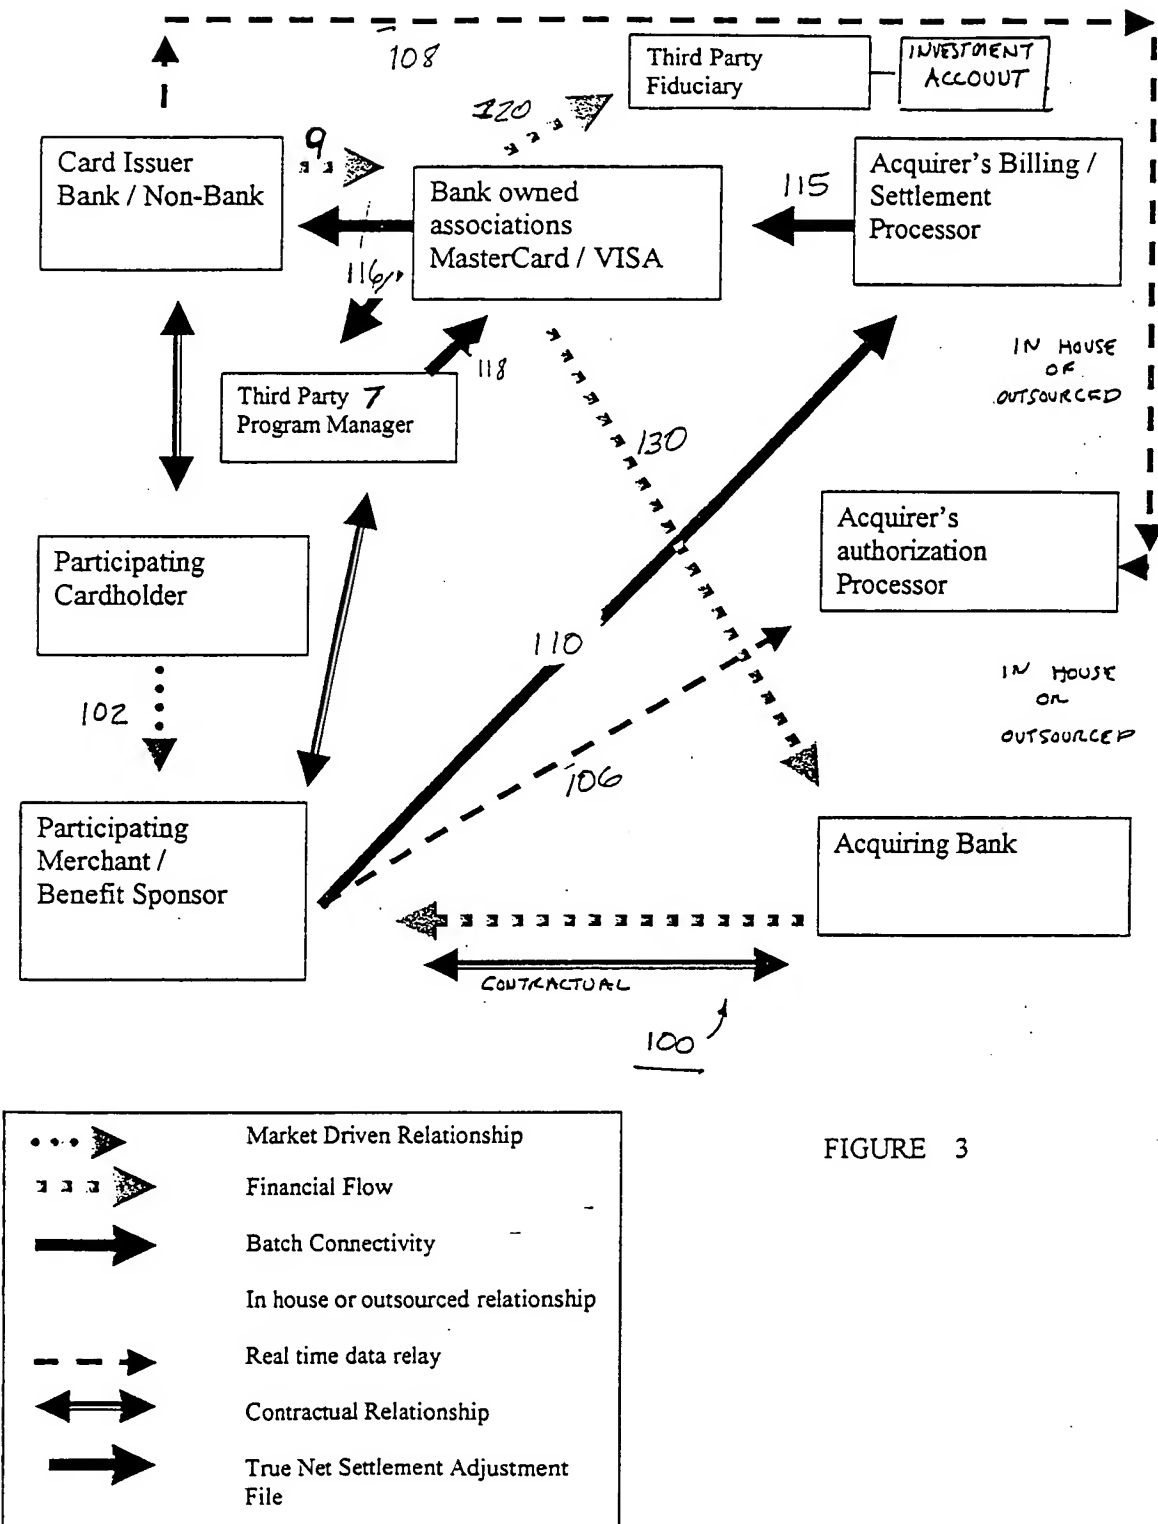 108
Third Party
Fiduciary
INVESTMENT
ACCOUNT
120
9
Card Issuer
Bank / Non-Bank
Bank owned
associations
MasterCard / VISA
115
Acquirer's Billing /
Settlement
Processor
116
118
Third Party 7
Program Manager
IN HOUSE
OF
OUTSOURCED
130
Acquirer's
authorization
Processor
Participating
Cardholder
110
102
IN HOUSE
OR
OUTSOURCED
106
Participating
Merchant /
Benefit Sponsor
Acquiring Bank
CONTRACTUAL
100
Market Driven Relationship
Financial Flow
Batch Connectivity
In house or outsourced relationship
Real time data relay
Contractual Relationship
True Net Settlement Adjustment
File
FIGURE 3